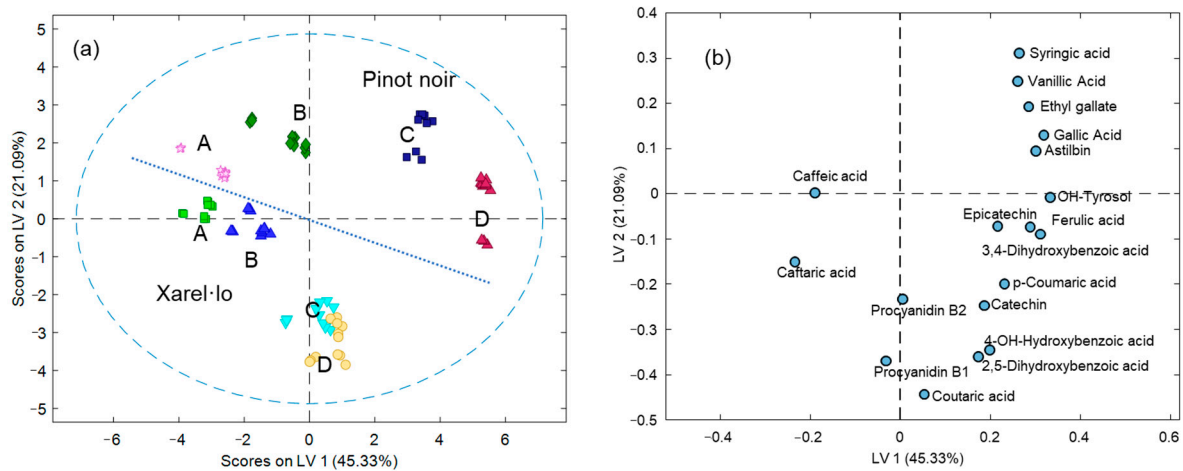 (a)
Pinot noir
B
A
C
D
A
B
Xarel·lo
C
D
5
4
3
2
1
0
−1
−2
−3
−4
−5
−6
−4
−2
0
2
4
6
Scores on LV 2 (21.09%)
Scores on LV 1 (45.33%)
(b)
Syringic acid
Vanillic Acid
Ethyl gallate
Gallic Acid
Astilbin
Caffeic acid
OH-Tyrosol
Epicatechin
Ferulic acid
3,4-Dihydroxybenzoic acid
Caftaric acid
p-Coumaric acid
Procyanidin B2
Catechin
4-OH-Hydroxybenzoic acid
Procyanidin B1
2,5-Dihydroxybenzoic acid
Coutaric acid
0.4
0.3
0.2
0.1
0
−0.1
−0.2
−0.3
−0.4
−0.5
−0.4
−0.2
0
0.2
0.4
0.6
LV 2 (21.09%)
LV 1 (45.33%)